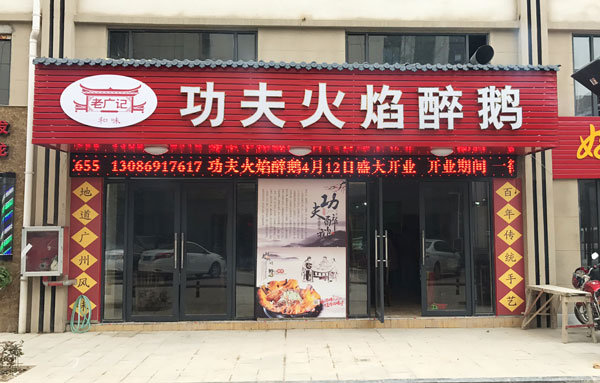 老广记
和味
功夫火焰醉鹅
655 13086917617 功夫火焰醉鹅4月12日盛大开业 开业期间 一
地道广州风
百年传统手艺
功夫醉鹅